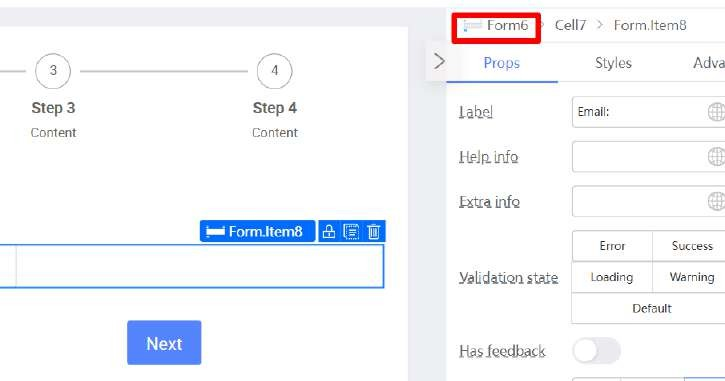 Form6 > Cell7 > Form.Item8
Props Styles Adva
3 4
Step 3 Step 4
Content Content
Label Email:
Help info
Extra info
Form.Item8
Error Success
Validation state Loading Warning
Default
Next
Has feedback